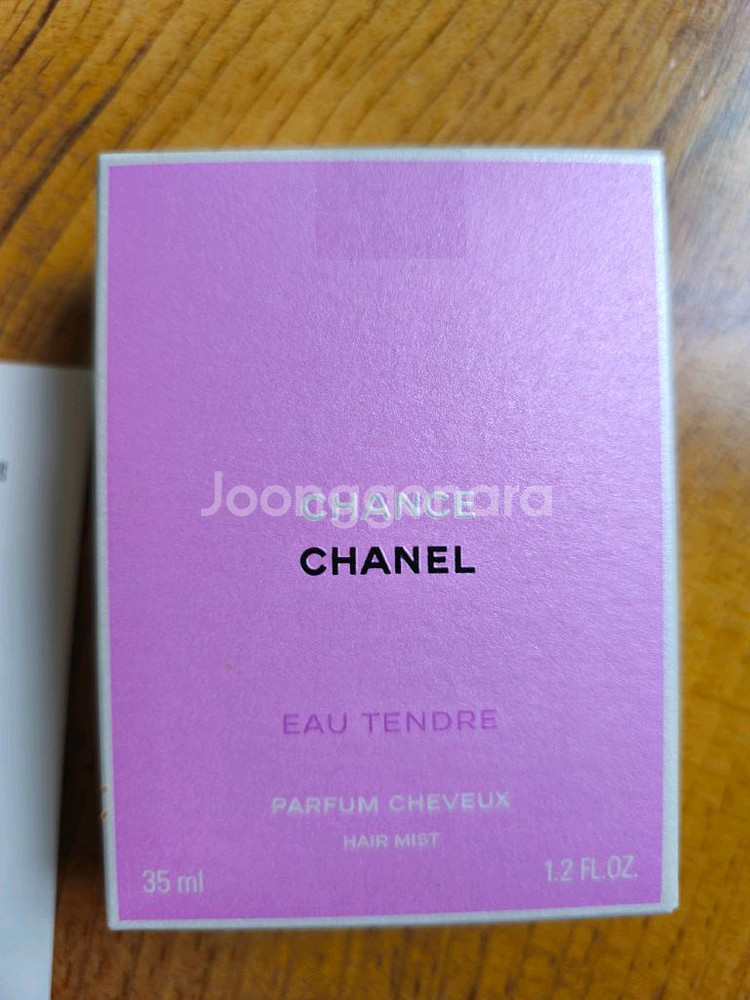 Joonggonara
CHANCE
CHANEL
EAU TENDRE
PARFUM CHEVEUX
HAIR MIST
35 ml
1.2 FL.OZ.